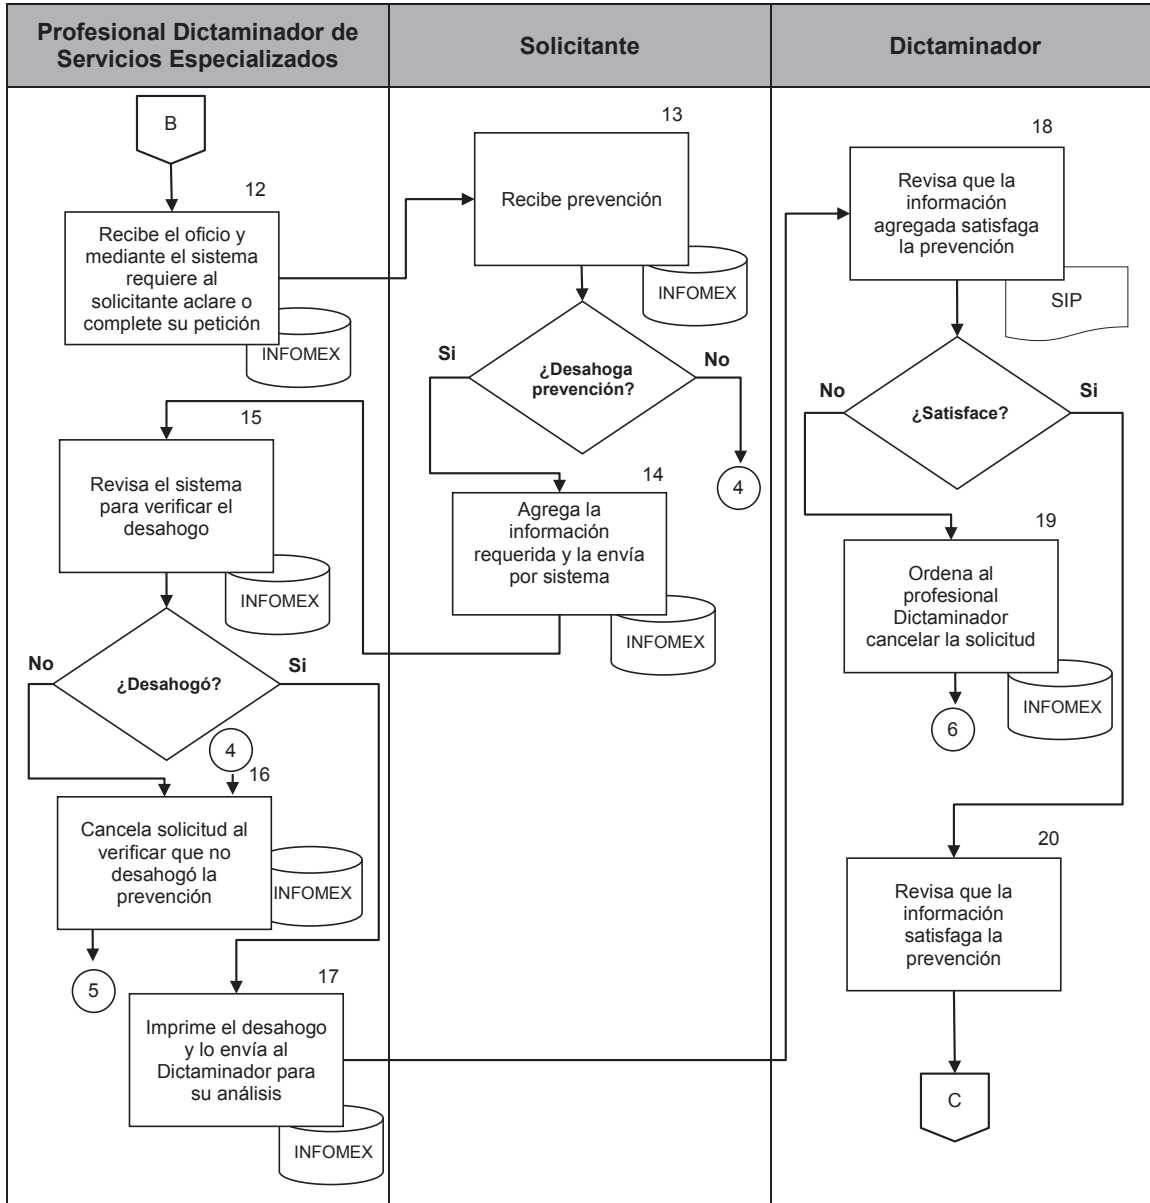 Profesional Dictaminador de
Servicios Especializados
Solicitante
Dictaminador
B
12
Recibe el oficio y
mediante el sistema
requiere al
solicitante aclare o
complete su petición
INFOMEX
13
Recibe prevención
INFOMEX
¿Desahoga
prevención?
Si
No
4
14
Agrega la
información
requerida y la envía
por sistema
INFOMEX
15
Revisa el sistema
para verificar el
desahogo
INFOMEX
¿Desahogó?
No
Si
4
16
Cancela solicitud al
verificar que no
desahogó la
prevención
INFOMEX
5
17
Imprime el desahogo
y lo envía al
Dictaminador para
su análisis
INFOMEX
18
Revisa que la
información
agregada satisfaga
la prevención
SIP
¿Satisface?
No
Si
19
Ordena al
profesional
Dictaminador
cancelar la solicitud
INFOMEX
6
20
Revisa que la
información
satisfaga la
prevención
C